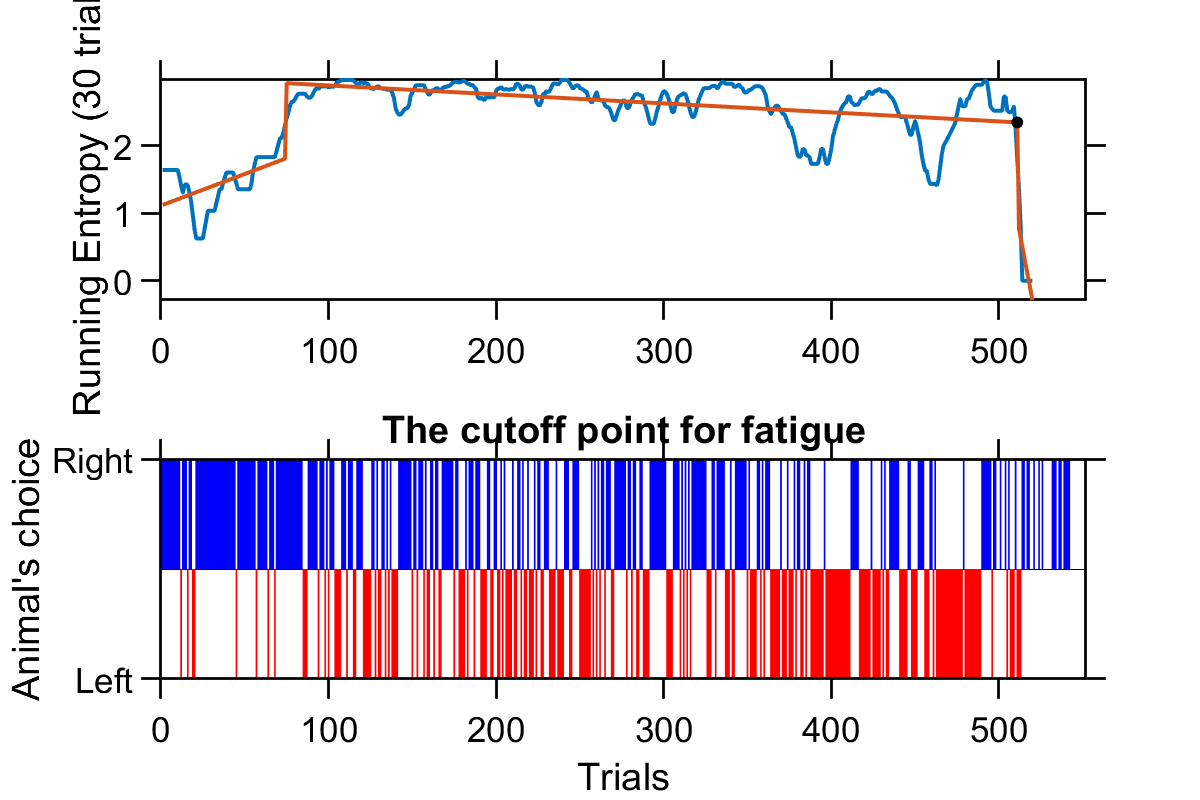 Running Entropy (30 trial
2
1
0
0 100 200 300 400 500
The cutoff point for fatigue
Animal's choice
Right
Left
0 100 200 300 400 500
Trials